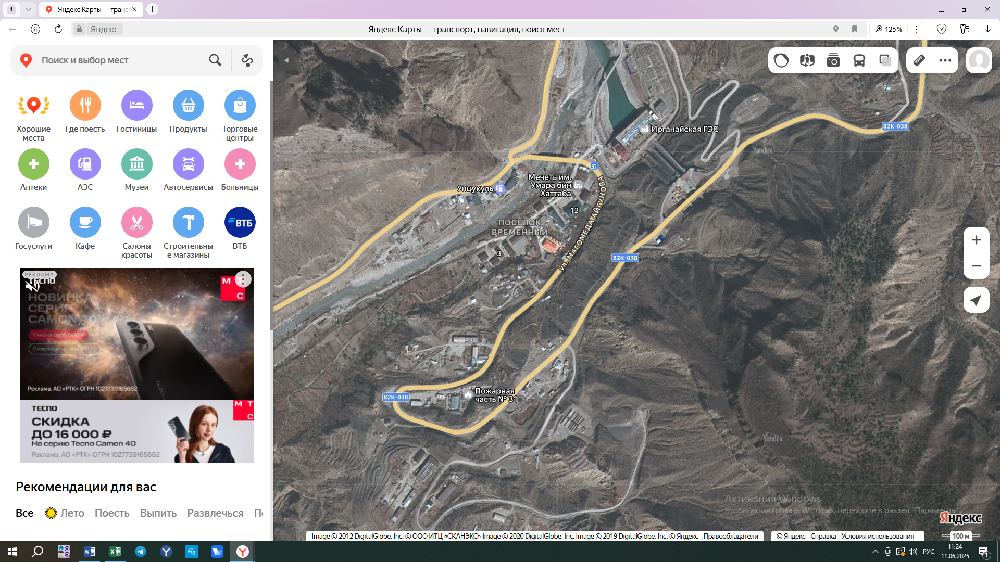 1
Яндекс Карты — транс
Яндекс
Яндекс Карты — транспорт, навигация, поиск мест
125%
Поиск и выбор мест
Хорошие места
Где поесть
Гостиницы
Продукты
Торговые центры
Аптеки
АЗС
Музеи
Автосервисы
Больницы
Госуслуги
Кафе
Салоны красоты
Строительны
е магазины
ВТБ
ВТБ
РЕКЛАМА
TECNO
НОВИНКА
СЕРИЯ
CAMON 40
Скидка до 16 000 ₽
МТС
Реклама. АО «РТК» ОГРН 1027739165662
TECNO
СКИДКА
ДО 16 000 ₽
На серию Tecno Camon 40
Реклама. АО «РТК» ОГРН 1027739165662
МТС
Рекомендации для вас
Все
Лето
Поесть
Выпить
Развлечься
Yandex
Ирганайская ГЭС
82К-038
Yandex
Мечеть им.
Умара бин
Хаттаба
Унцукуль
12
ПОСЕЛОК
ВРЕМЕННЫЙ
ул. МАГОМЕДА АЙГУНОВА
3
82К-038
82К-038
Пожарная
часть № 31
Yandex
Активация Windows
Чтобы активировать Windows, перейдите в раздел "Параметры".
Яндекс
Image © 2012 DigitalGlobe, Inc. © ООО ИТЦ «СКАНЭКС» Image © 2020 DigitalGlobe, Inc. Image © 2019 DigitalGlobe, Inc. © Яндекс Правообладатели
© Яндекс Справка Условия использования
100 м
РУС
11:24
11.06.2025
1